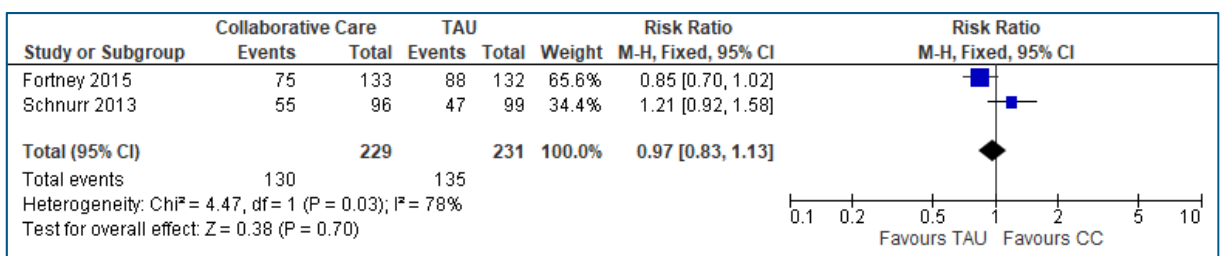 Collaborative Care TAU Risk Ratio Risk Ratio
Study or Subgroup Events Total Events Total Weight M-H, Fixed, 95% CI M-H, Fixed, 95% CI
Fortney 2015 75 133 88 132 65.6% 0.85 [0.70, 1.02]
Schnurr 2013 55 96 47 99 34.4% 1.21 [0.92, 1.58]
Total (95% CI) 229 231 100.0% 0.97 [0.83, 1.13]
Total events 130 135
Heterogeneity: Chi² = 4.47, df = 1 (P = 0.03); I² = 78%
Test for overall effect: Z = 0.38 (P = 0.70)
0.1 0.2 0.5 1 2 5 10
Favours TAU Favours CC